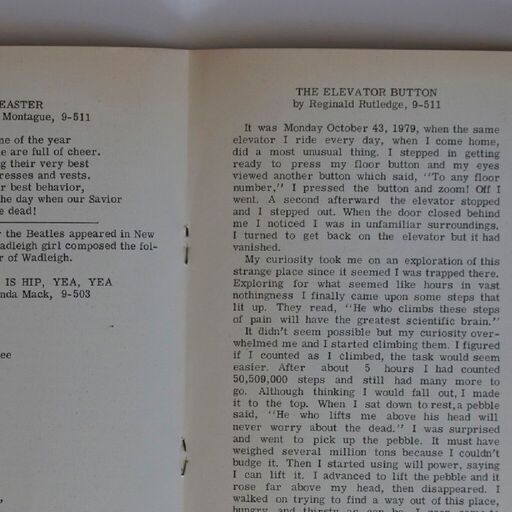 EASTER
Montague, 9-511
me of the year
e are full of cheer.
ng their very best
resses and vests.
r best behavior,
he day when our Savior
e dead!
r the Beatles appeared in New
adleigh girl composed the fol-
r of Wadleigh.
IS HIP, YEA, YEA
nda Mack, 9-503
ee
THE ELEVATOR BUTTON
by Reginald Rutledge, 9-511
It was Monday October 43, 1979, when the same
elevator I ride every day, when I come home,
did a most unusual thing. I stepped in getting
ready to press my floor button and my eyes
viewed another button which said, "To any floor
number," I pressed the button and zoom! Off I
went. A second afterward the elevator stopped
and I stepped out. When the door closed behind
me I noticed I was in unfamiliar surroundings.
I turned to get back on the elevator but it had
vanished.
My curiosity took me on an exploration of this
strange place since it seemed I was trapped there.
Exploring for what seemed like hours in vast
nothingness I finally came upon some steps that
lit up. They read, "He who climbs these steps
of pain will have the greatest scientific brain."
It didn't seem possible but my curiosity over-
whelmed me and I started climbing them. I figured
if I counted as I climbed, the task would seem
easier. After about 5 hours I had counted
50,509,000 steps and still had many more to
go. Although thinking I would fall out, I made
it to the top. When I sat down to rest, a pebble
said, "He who lifts me above his head will
never worry about the dead." I was surprised
and went to pick up the pebble. It must have
weighed several million tons because I couldn't
budge it. Then I started using will power, saying
I can lift it. I advanced to lift the pebble and it
rose far above my head, then disappeared. I
walked on trying to find a way out of this place,
hungry and thirsty as can be. I